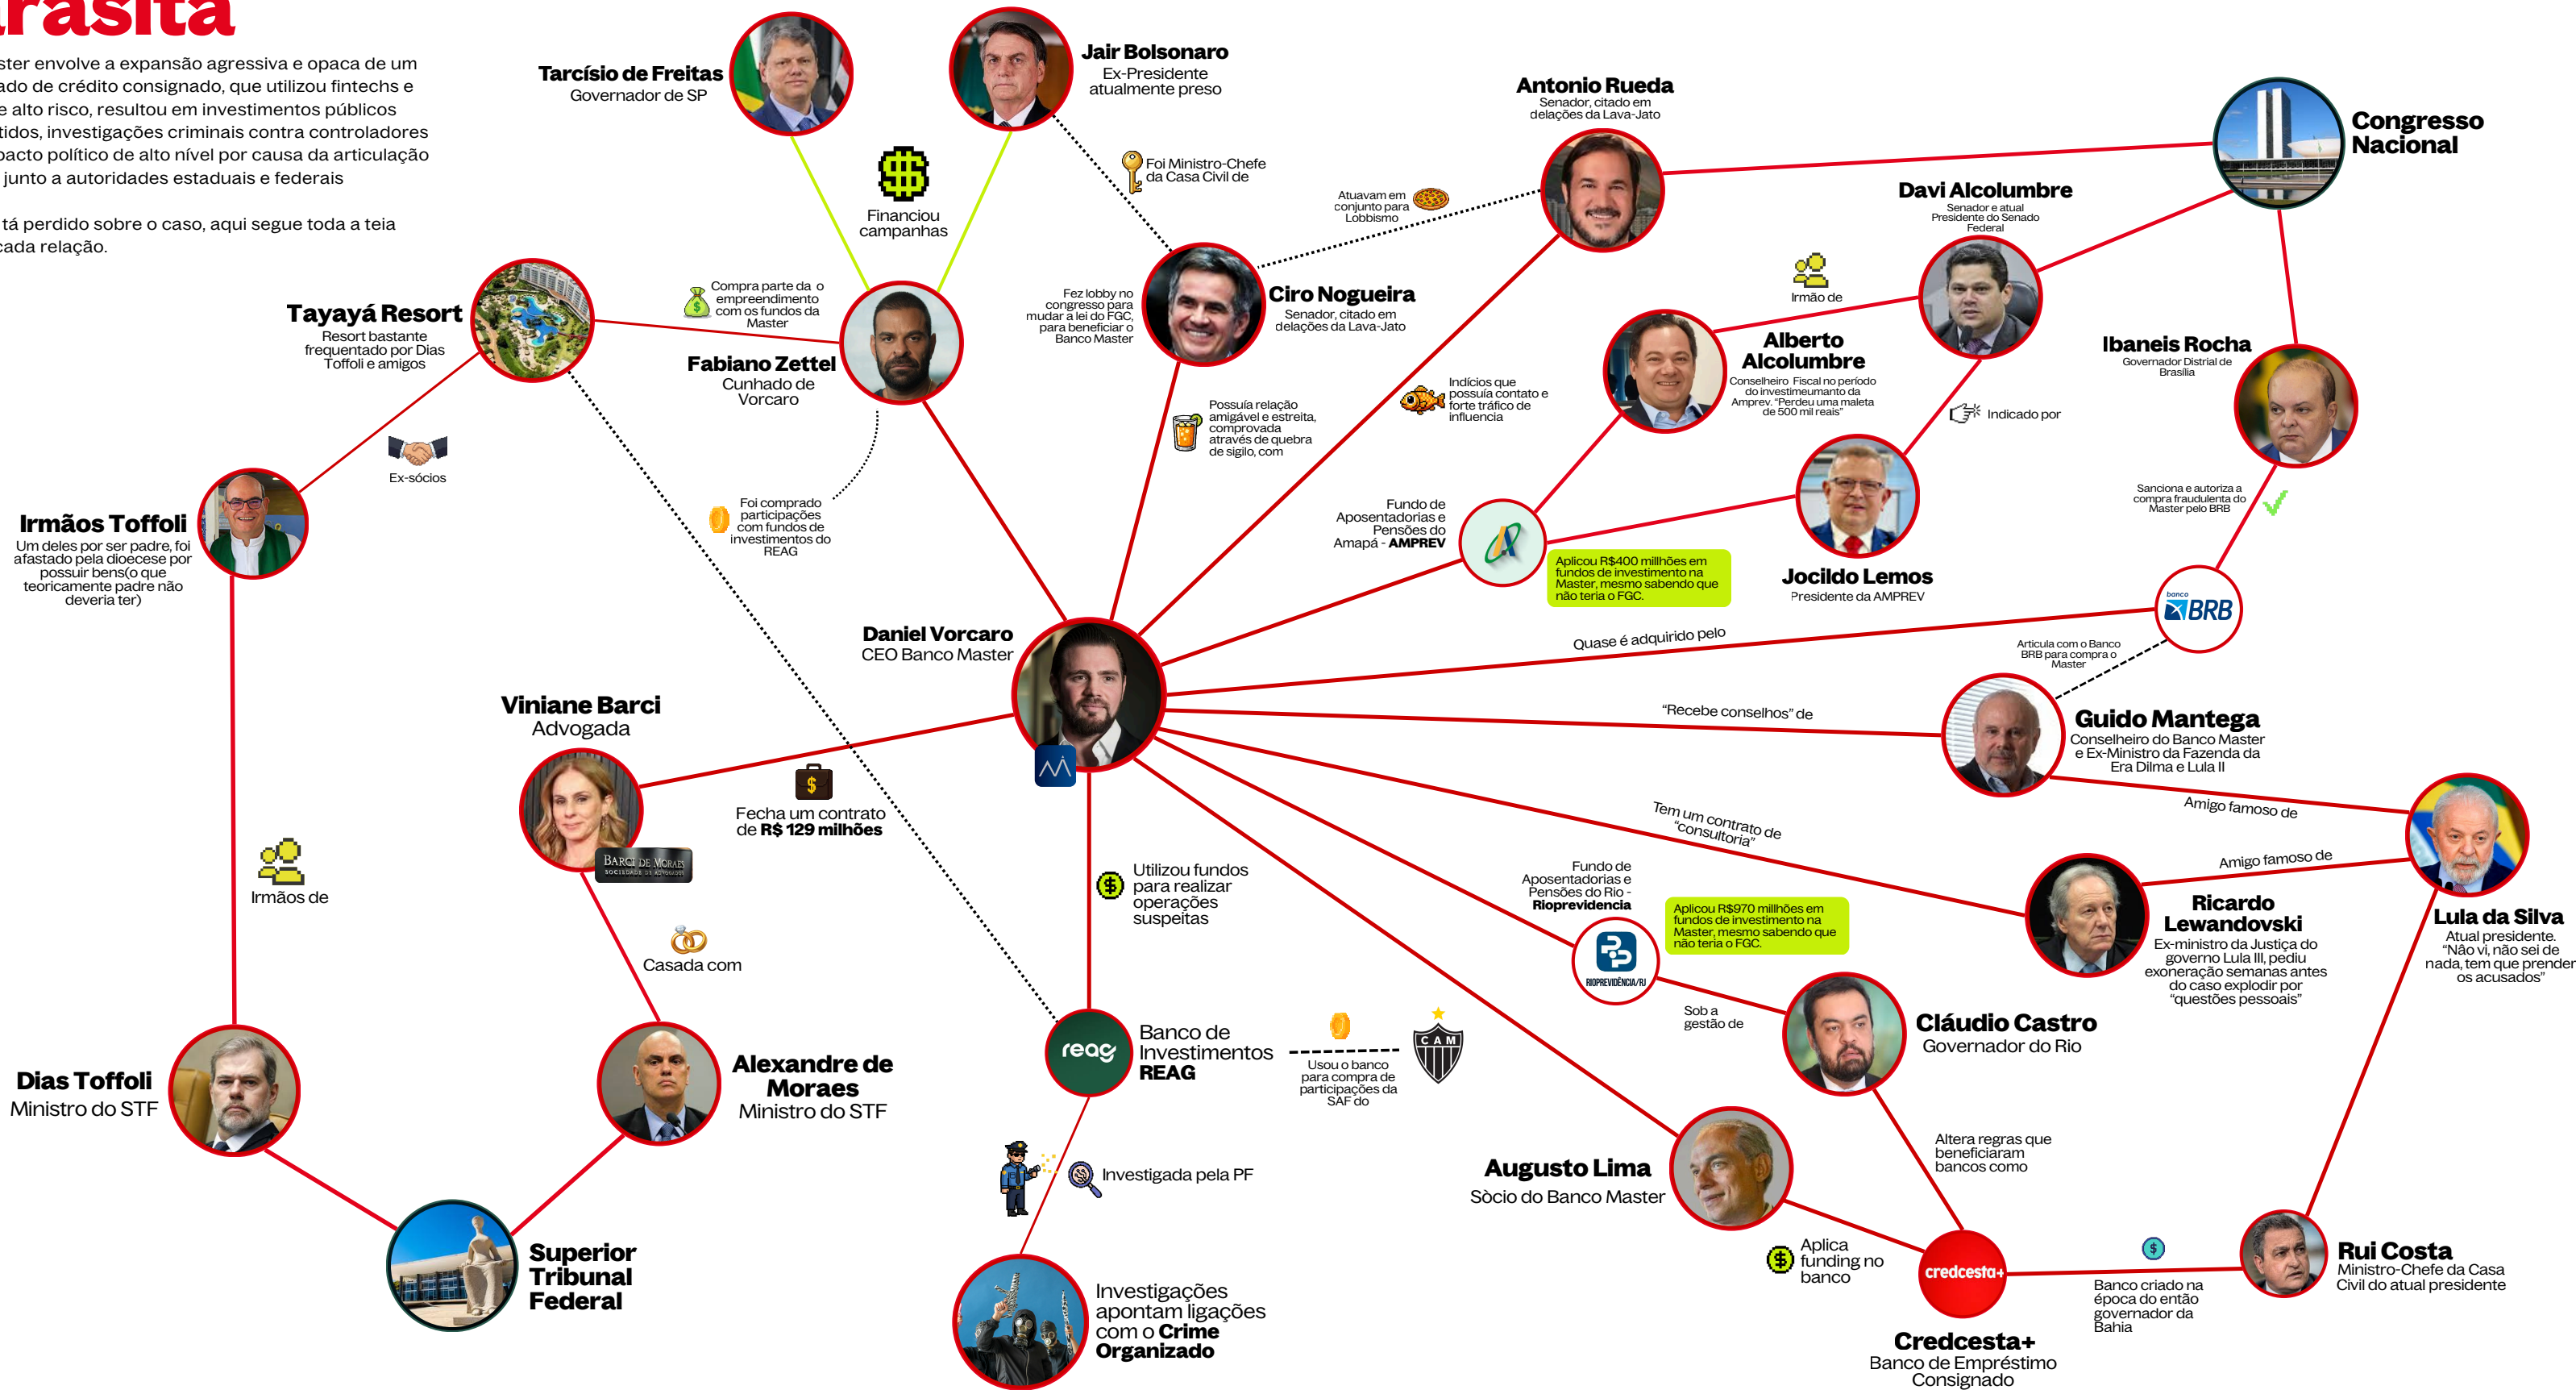 arasita
ster envolve a expansão agressiva e opaca de um
ado de crédito consignado, que utilizou fintechs e
e alto risco, resultou em investimentos públicos
tidos, investigações criminais contra controladores
pacto político de alto nível por causa da articulação
junto a autoridades estaduais e federais
tá perdido sobre o caso, aqui segue toda a teia
cada relação.
Tarcísio de Freitas
Governador de SP
Jair Bolsonaro
Ex-Presidente
atualmente preso
Financiou
campanhas
Foi Ministro-Chefe
da Casa Civil de
Antonio Rueda
Senador, citado em
delações da Lava-Jato
Atuavam em
conjunto para
Lobbismo
Congresso
Nacional
Davi Alcolumbre
Senador e atual
Presidente do Senado
Federal
Irmão de
Tayayá Resort
Resort bastante
frequentado por Dias
Toffoli e amigos
Compra parte da o
empreendimento
com os fundos da
Master
Fabiano Zettel
Cunhado de
Vorcaro
Fez lobby no
congresso para
mudar a lei do FGC,
para beneficiar o
Banco Master
Ciro Nogueira
Senador, citado em
delações da Lava-Jato
Alberto
Alcolumbre
Conselheiro Fiscal no período
do investimeumanto da
Amprev. “Perdeu uma maleta
de 500 mil reais”
Ibaneis Rocha
Governador Distrial de
Brasília
Indicado por
Possuía relação
amigável e estreita,
comprovada
através de quebra
de sigilo, com
Indícios que
possuía contato e
forte tráfico de
influencia
Ex-sócios
Foi comprado
participações
com fundos de
investimentos do
REAG
Irmãos Toffoli
Um deles por ser padre, foi
afastado pela dioecese por
possuir bens(o que
teoricamente padre não
deveria ter)
Fundo de
Aposentadorias e
Pensões do
Amapá - AMPREV
Aplicou R$400 millhões em
fundos de investimento na
Master, mesmo sabendo que
não teria o FGC.
Jocildo Lemos
Presidente da AMPREV
Sanciona e autoriza a
compra fraudulenta do
Master pelo BRB
banco
BRB
Quase é adquirido pelo
Articula com o Banco
BRB para compra o
Master
Daniel Vorcaro
CEO Banco Master
“Recebe conselhos” de
Guido Mantega
Conselheiro do Banco Master
e Ex-Ministro da Fazenda da
Era Dilma e Lula II
Amigo famoso de
Viniane Barci
Advogada
BARCI DE MORAES
SOCIEDADE DE ADVOGADOS
Fecha um contrato
de R$ 129 milhões
Tem um contrato de
“consultoria”
Amigo famoso de
Lula da Silva
Atual presidente.
“Nâo vi, não sei de
nada, tem que prender
os acusados”
Ricardo
Lewandovski
Ex-ministro da Justiça do
governo Lula III, pediu
exoneração semanas antes
do caso explodir por
“questões pessoais”
Irmãos de
Casada com
Utilizou fundos
para realizar
operações
suspeitas
Fundo de
Aposentadorias e
Pensões do Rio -
Rioprevidencia
Aplicou R$970 millhões em
fundos de investimento na
Master, mesmo sabendo que
não teria o FGC.
RIOPREVIDÊNCIA/RJ
Sob a
gestão de
Cláudio Castro
Governador do Rio
Dias Toffoli
Ministro do STF
Alexandre de
Moraes
Ministro do STF
reag
Banco de
Investimentos
REAG
Usou o banco
para compra de
participações da
SAF do
CAM
Investigada pela PF
Altera regras que
beneficiaram
bancos como
Augusto Lima
Sòcio do Banco Master
Aplica
funding no
banco
credcesta+
Credcesta+
Banco de Empréstimo
Consignado
Banco criado na
época do então
governador da
Bahia
Rui Costa
Ministro-Chefe da Casa
Civil do atual presidente
Superior
Tribunal
Federal
Investigações
apontam ligações
com o Crime
Organizado